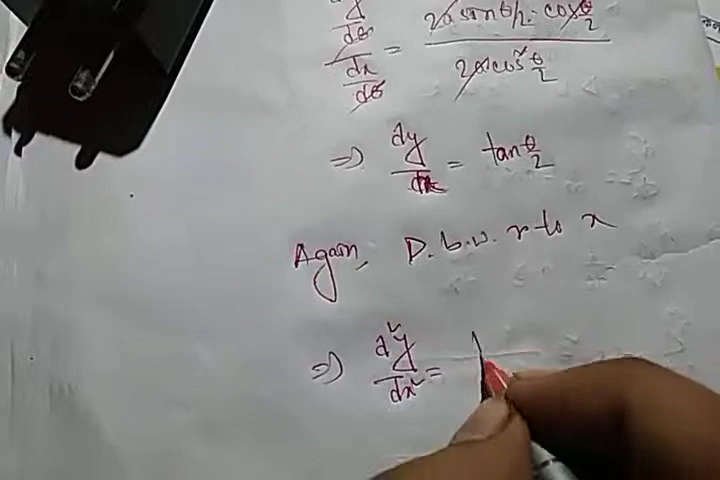 dy/dθ / dx/dθ = 2a sin θ/2 · cos θ/2 / 2a cos² θ/2
⇒ dy/dx = tan θ/2
Again, D.b.w. r to x
⇒ d²y/dx² =